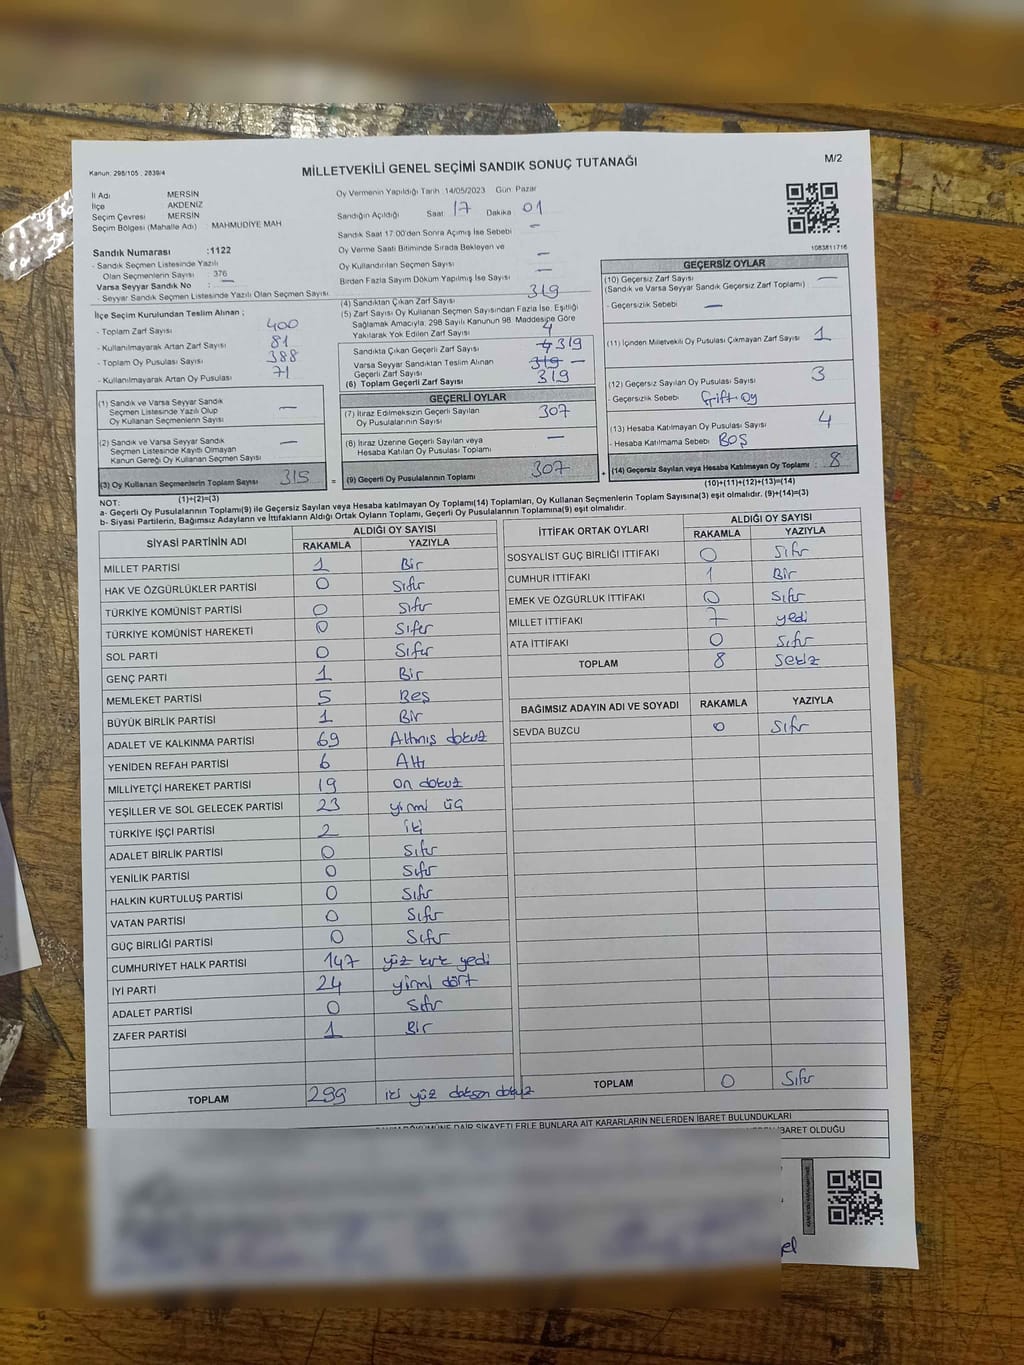 MİLLETVEKİLİ GENEL SEÇİMİ SANDIK SONUÇ TUTANAĞI
M/2
Kanun: 298/105 , 2839/4
İl Adı MERSİN
İlçe AKDENİZ
Seçim Çevresi MERSİN
Seçim Bölgesi (Mahalle Adı) MAHMUDİYE MAH
Sandık Numarası :1122
- Sandık Seçmen Listesinde Yazılı
Olan Seçmenlerin Sayısı 376
Varsa Seyyar Sandık No : —
- Seyyar Sandık Seçmen Listesinde Yazılı Olan Seçmen Sayısı
İlçe Seçim Kurulundan Teslim Alınan ;
- Toplam Zarf Sayısı 400
- Kullanılmayarak Artan Zarf Sayısı 81
- Toplam Oy Pusulası Sayısı 388
- Kullanılmayarak Artan Oy Pusulası 71
(1) Sandık ve Varsa Seyyar Sandık
Seçmen Listesinde Yazılı Olup
Oy Kullanan Seçmenlerin Sayısı —
(2) Sandık ve Varsa Seyyar Sandık
Seçmen Listesinde Kayıtlı Olmayan
Kanun Gereği Oy Kullanan Seçmen Sayısı —
(3) Oy Kullanan Seçmenlerin Toplam Sayısı 315
(1)+(2)=(3)
Oy Vermenin Yapıldığı Tarih :14/05/2023 Gün Pazar
Sandığın Açıldığı Saat 17 Dakika 01
Sandık Saat 17:00'den Sonra Açılmış İse Sebebi —
Oy Verme Saati Bitiminde Sırada Bekleyen ve
Oy Kullandırılan Seçmen Sayısı —
Birden Fazla Sayım Döküm Yapılmış İse Sayısı —
(4) Sandıktan Çıkan Zarf Sayısı 319
(5) Zarf Sayısı Oy Kullanan Seçmen Sayısından Fazla İse, Eşitliği
Sağlamak Amacıyla; 298 Sayılı Kanunun 98. Maddesine Göre
Yakılarak Yok Edilen Zarf Sayısı 4
Sandıkta Çıkan Geçerli Zarf Sayısı 4 319
Varsa Seyyar Sandıktan Teslim Alınan
Geçerli Zarf Sayısı 319 —
(6) Toplam Geçerli Zarf Sayısı 319
GEÇERLİ OYLAR
(7) İtiraz Edilmeksizin Geçerli Sayılan
Oy Pusulalarının Sayısı 307
(8) İtiraz Üzerine Geçerli Sayılan veya
Hesaba Katılan Oy Pusulalarını Toplamı —
= (9) Geçerli Oy Pusulalarının Toplamı 307 +
1083811716
GEÇERSİZ OYLAR
(10) Geçersiz Zarf Sayısı —
(Sandık ve Varsa Seyyar Sandık Geçersiz Zarf Toplamı)
- Geçersizlik Sebebi —
(11) İçinden Milletvekili Oy Pusulası Çıkmayan Zarf Sayısı 1
(12) Geçersiz Sayılan Oy Pusulası Sayısı 3
- Geçersizlik Sebebi Çift Oy
(13) Hesaba Katılmayan Oy Pusulası Sayısı 4
- Hesaba Katılmama Sebebi BOŞ
(14) Geçersiz Sayılan veya Hesaba Katılmayan Oy Toplamı : 8
(10)+(11)+(12)+(13)=(14)
NOT:
a- Geçerli Oy Pusulalarının Toplamı(9) ile Geçersiz Sayılan veya Hesaba Katılmayan Oy Toplamı(14) Toplamları, Oy Kullanan Seçmenlerin Toplam Sayısına(3) eşit olmalıdır. (9)+(14)=(3)
b- Siyasi Partilerin, Bağımsız Adayların ve İttifakların Aldığı Ortak Oyların Toplamı, Geçerli Oy Pusulalarının Toplamına(9) eşit olmalıdır.
SİYASİ PARTİNİN ADI ALDIĞI OY SAYISI
RAKAMLA YAZIYLA
MİLLET PARTİSİ 1 Bir
HAK VE ÖZGÜRLÜKLER PARTİSİ 0 Sıfır
TÜRKİYE KOMÜNİST PARTİSİ 0 Sıfır
TÜRKİYE KOMÜNİST HAREKETİ 0 Sıfır
SOL PARTİ 0 Sıfır
GENÇ PARTİ 1 Bir
MEMLEKET PARTİSİ 5 Beş
BÜYÜK BİRLİK PARTİSİ 1 Bir
ADALET VE KALKINMA PARTİSİ 69 Altmış dokuz
YENİDEN REFAH PARTİSİ 6 Altı
MİLLİYETÇİ HAREKET PARTİSİ 19 on dokuz
YEŞİLLER VE SOL GELECEK PARTİSİ 23 yirmi üç
TÜRKİYE İŞÇİ PARTİSİ 2 iki
ADALET BİRLİK PARTİSİ 0 Sıfır
YENİLİK PARTİSİ 0 Sıfır
HALKIN KURTULUŞ PARTİSİ 0 Sıfır
VATAN PARTİSİ 0 Sıfır
GÜÇ BİRLİĞİ PARTİSİ 0 Sıfır
CUMHURİYET HALK PARTİSİ 147 yüz kırk yedi
İYİ PARTİ 24 yirmi dört
ADALET PARTİSİ 0 Sıfır
ZAFER PARTİSİ 1 Bir
TOPLAM 299 iki yüz doksan dokuz
İTTİFAK ORTAK OYLARI ALDIĞI OY SAYISI
RAKAMLA YAZIYLA
SOSYALİST GÜÇ BİRLİĞİ İTTİFAKI 0 Sıfır
CUMHUR İTTİFAKI 1 Bir
EMEK VE ÖZGÜRLÜK İTTİFAKI 0 Sıfır
MİLLET İTTİFAKI 7 yedi
ATA İTTİFAKI 0 Sıfır
TOPLAM 8 Sekiz
BAĞIMSIZ ADAYIN ADI VE SOYADI RAKAMLA YAZIYLA
SEVDA BUZCU 0 Sıfır
TOPLAM 0 Sıfır
DÖKÜMÜNE DAİR ŞİKAYETLERLE BUNLARA AİT KARARLARIN NELERDEN İBARET BULUNDUKLARI
İBARET OLDUĞU